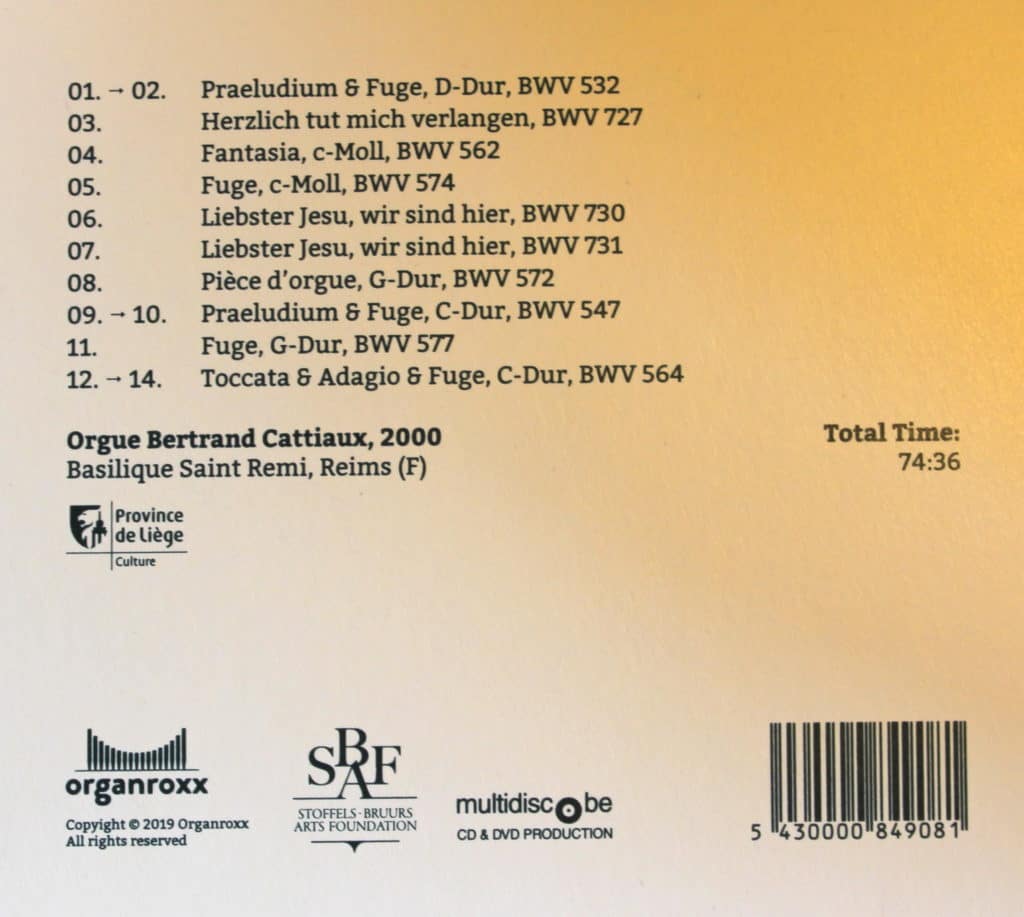 01. → 02. Praeludium & Fuge, D-Dur, BWV 532
03. Herzlich tut mich verlangen, BWV 727
04. Fantasia, c-Moll, BWV 562
05. Fuge, c-Moll, BWV 574
06. Liebster Jesu, wir sind hier, BWV 730
07. Liebster Jesu, wir sind hier, BWV 731
08. Pièce d'orgue, G-Dur, BWV 572
09. → 10. Praeludium & Fuge, C-Dur, BWV 547
11. Fuge, G-Dur, BWV 577
12. → 14. Toccata & Adagio & Fuge, C-Dur, BWV 564
Orgue Bertrand Cattiaux, 2000
Basilique Saint Remi, Reims (F)
Total Time:
74:36
Province
de Liège
Culture
organroxx
Copyright © 2019 Organroxx
All rights reserved
SBAF
STOFFELS·BRUURS
ARTS FOUNDATION
multidisc be
CD & DVD PRODUCTION
5 430000 849081